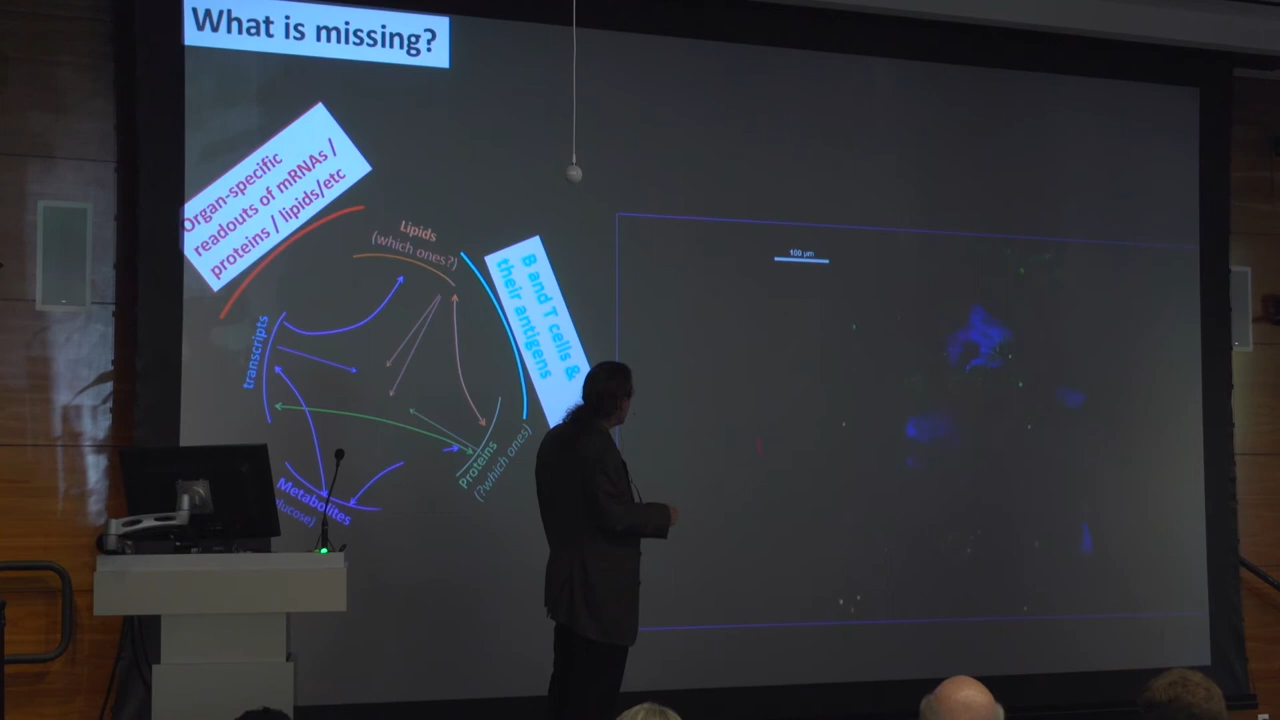 What is missing?
Organ-specific
readouts of mRNAs /
proteins / lipids/etc
Lipids
(which ones?)
B and T cells &
their antigens
100 µm
transcripts
Proteins
(?which ones)
Metabolites
lucose)